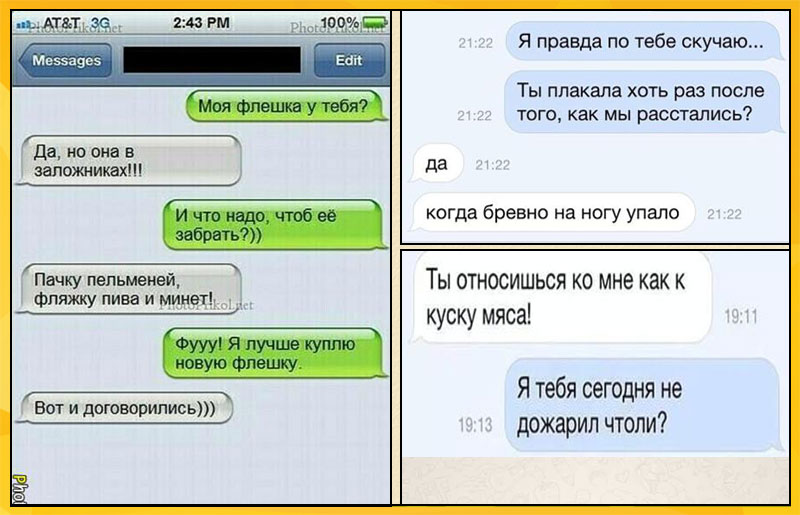 AT&T 3G 2:43 PM 100%
PhotoPrikol.net PhotoPrikol.net
Messages Edit
Моя флешка у тебя?
Да, но она в
заложниках!!!
И что надо, чтоб её
забрать?))
Пачку пельменей,
фляжку пива и минет!
PhotoPrikol.net
Фууу! Я лучше куплю
новую флешку.
Вот и договорились)))
Pho
21:22 Я правда по тебе скучаю...
Ты плакала хоть раз после
21:22 того, как мы расстались?
да 21:22
когда бревно на ногу упало 21:22
Ты относишься ко мне как к
куску мяса! 19:11
Я тебя сегодня не
19:13 дожарил чтоли?